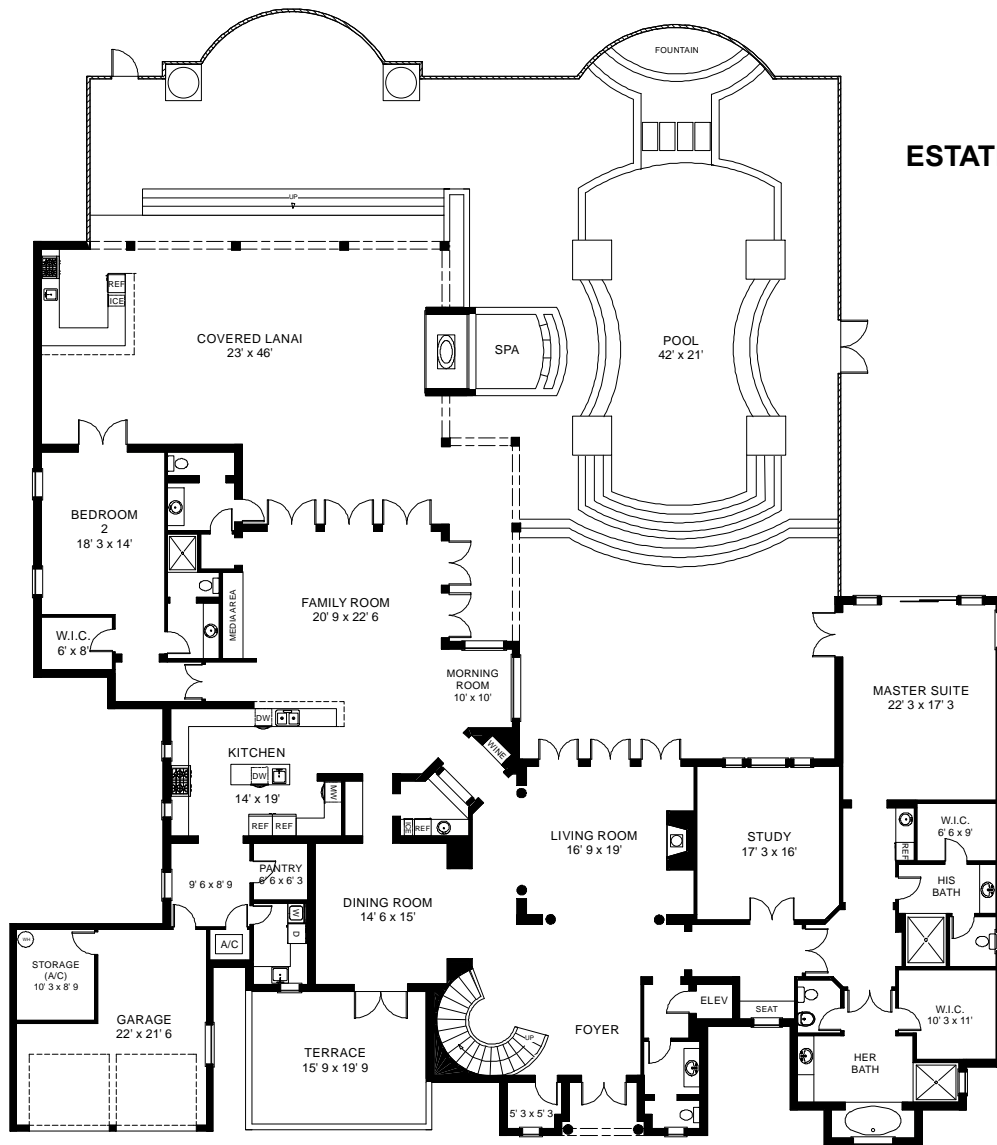 FOUNTAIN
ESTAT
UP
REF
ICE
COVERED LANAI
23' x 46'
SPA
POOL
42' x 21'
BEDROOM
2
18' 3 x 14'
FAMILY ROOM
20' 9 x 22' 6
MEDIA AREA
W.I.C.
6' x 8'
MORNING
ROOM
10' x 10'
MASTER SUITE
22' 3 x 17' 3
DW
KITCHEN
WINE
DW
14' x 19'
MW
REF
REF
ICE
REF
LIVING ROOM
16' 9 x 19'
STUDY
17' 3 x 16'
W.I.C.
6' 6 x 9'
REF
HIS
BATH
PANTRY
6' 6 x 6' 3
9' 6 x 8' 9
DINING ROOM
14' 6 x 15'
W
D
A/C
WH
STORAGE
(A/C)
10' 3 x 8' 9
GARAGE
22' x 21' 6
TERRACE
15' 9 x 19' 9
FOYER
UP
ELEV
SEAT
W.I.C.
10' 3 x 11'
HER
BATH
5' 3 x 5' 3